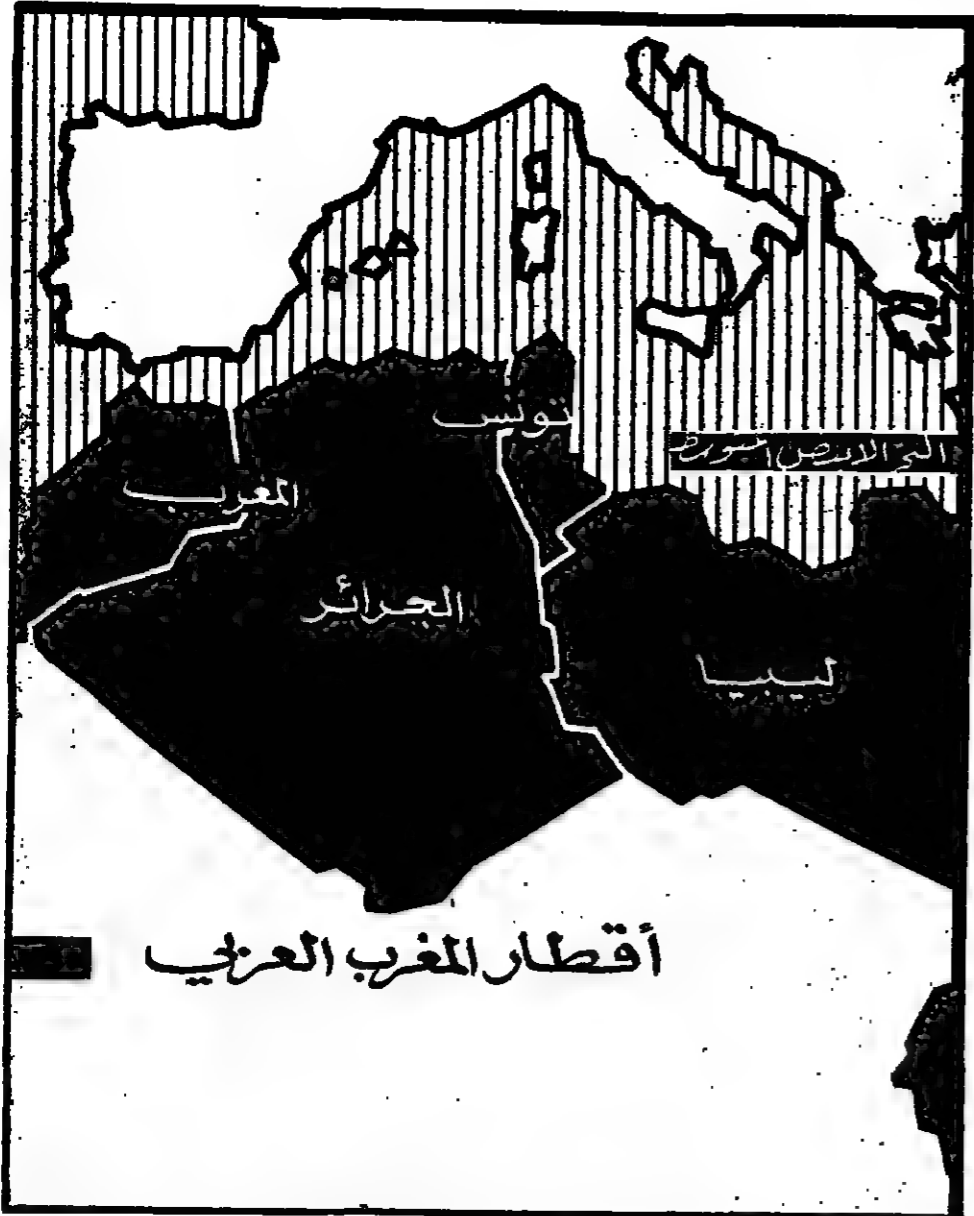 تونس
البحر الابيض المتوسط
المغرب
الجزائر
ليبيا
أقطار المغرب العربي